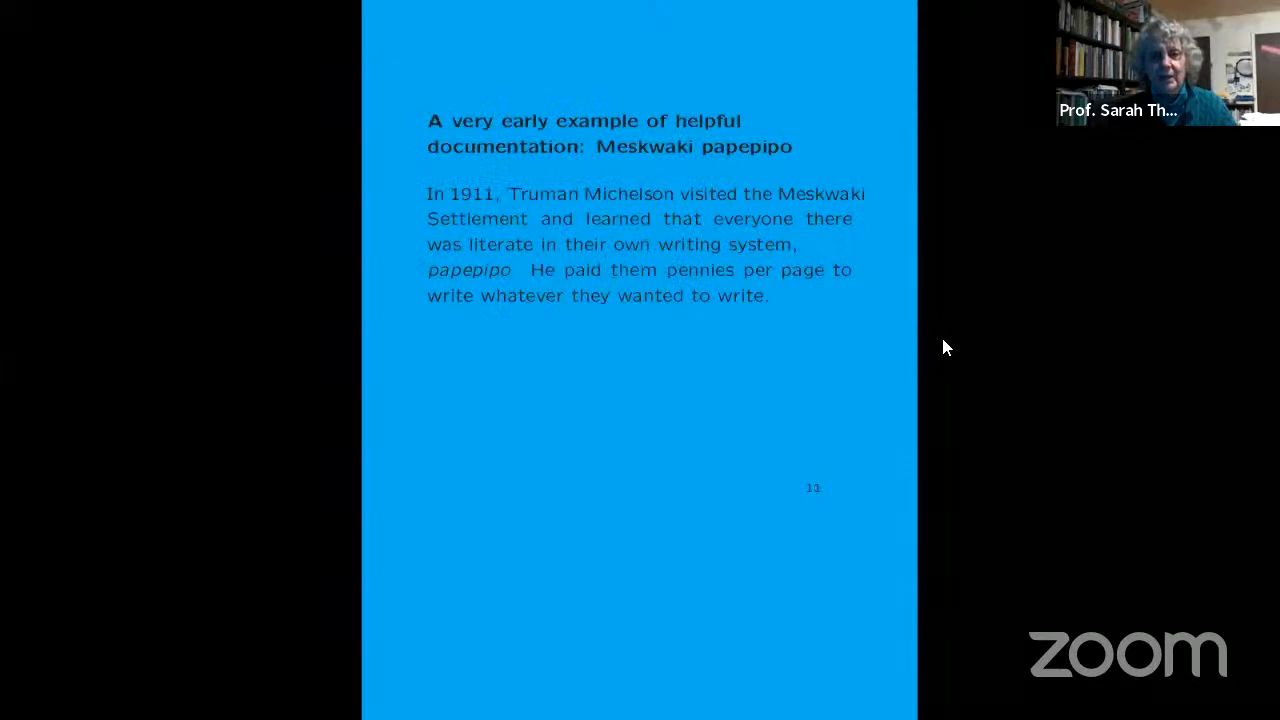 A very early example of helpful
documentation: Meskwaki papepipo
In 1911, Truman Michelson visited the Meskwaki
Settlement and learned that everyone there
was literate in their own writing system,
papepipo He paid them pennies per page to
write whatever they wanted to write.
11
Prof. Sarah Th...
zoom